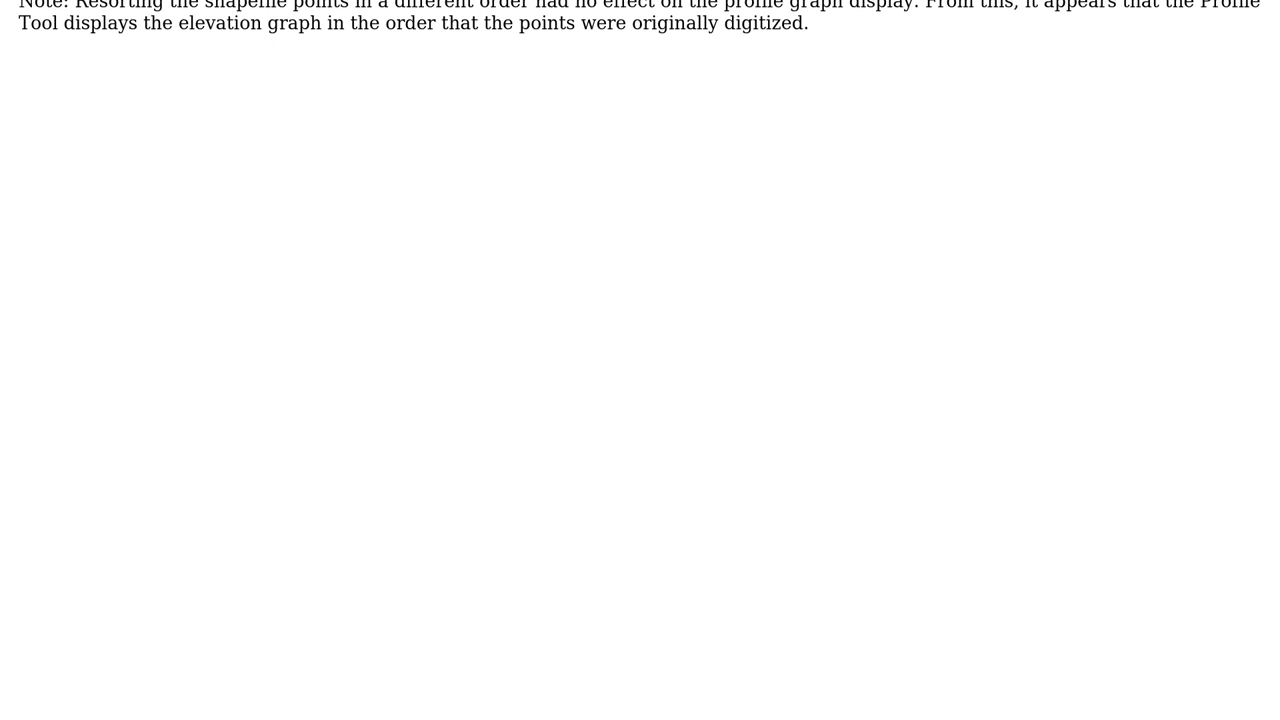 Note: Resorting the shapefile points in a different order had no effect on the profile graph display. From this, it appears that the Profile
Tool displays the elevation graph in the order that the points were originally digitized.